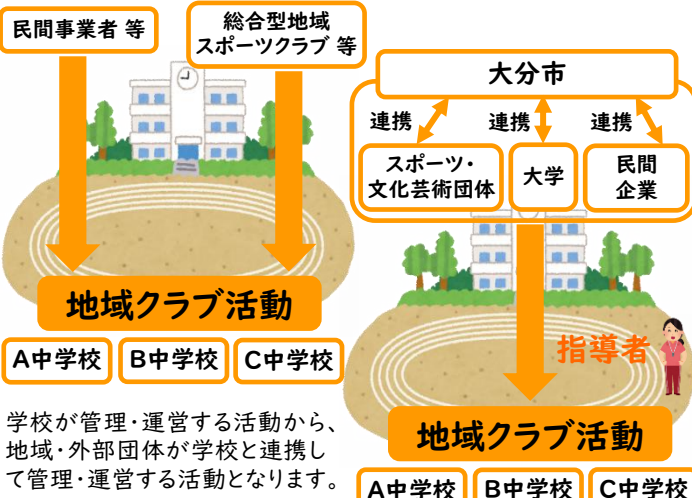 民間事業者 等
総合型地域
スポーツクラブ 等
地域クラブ活動
A中学校
B中学校
C中学校
学校が管理・運営する活動から、
地域・外部団体が学校と連携し
て管理・運営する活動となります。
大分市
連携
連携
連携
スポーツ・
文化芸術団体
大学
民間
企業
指導者
地域クラブ活動
A中学校
B中学校
C中学校